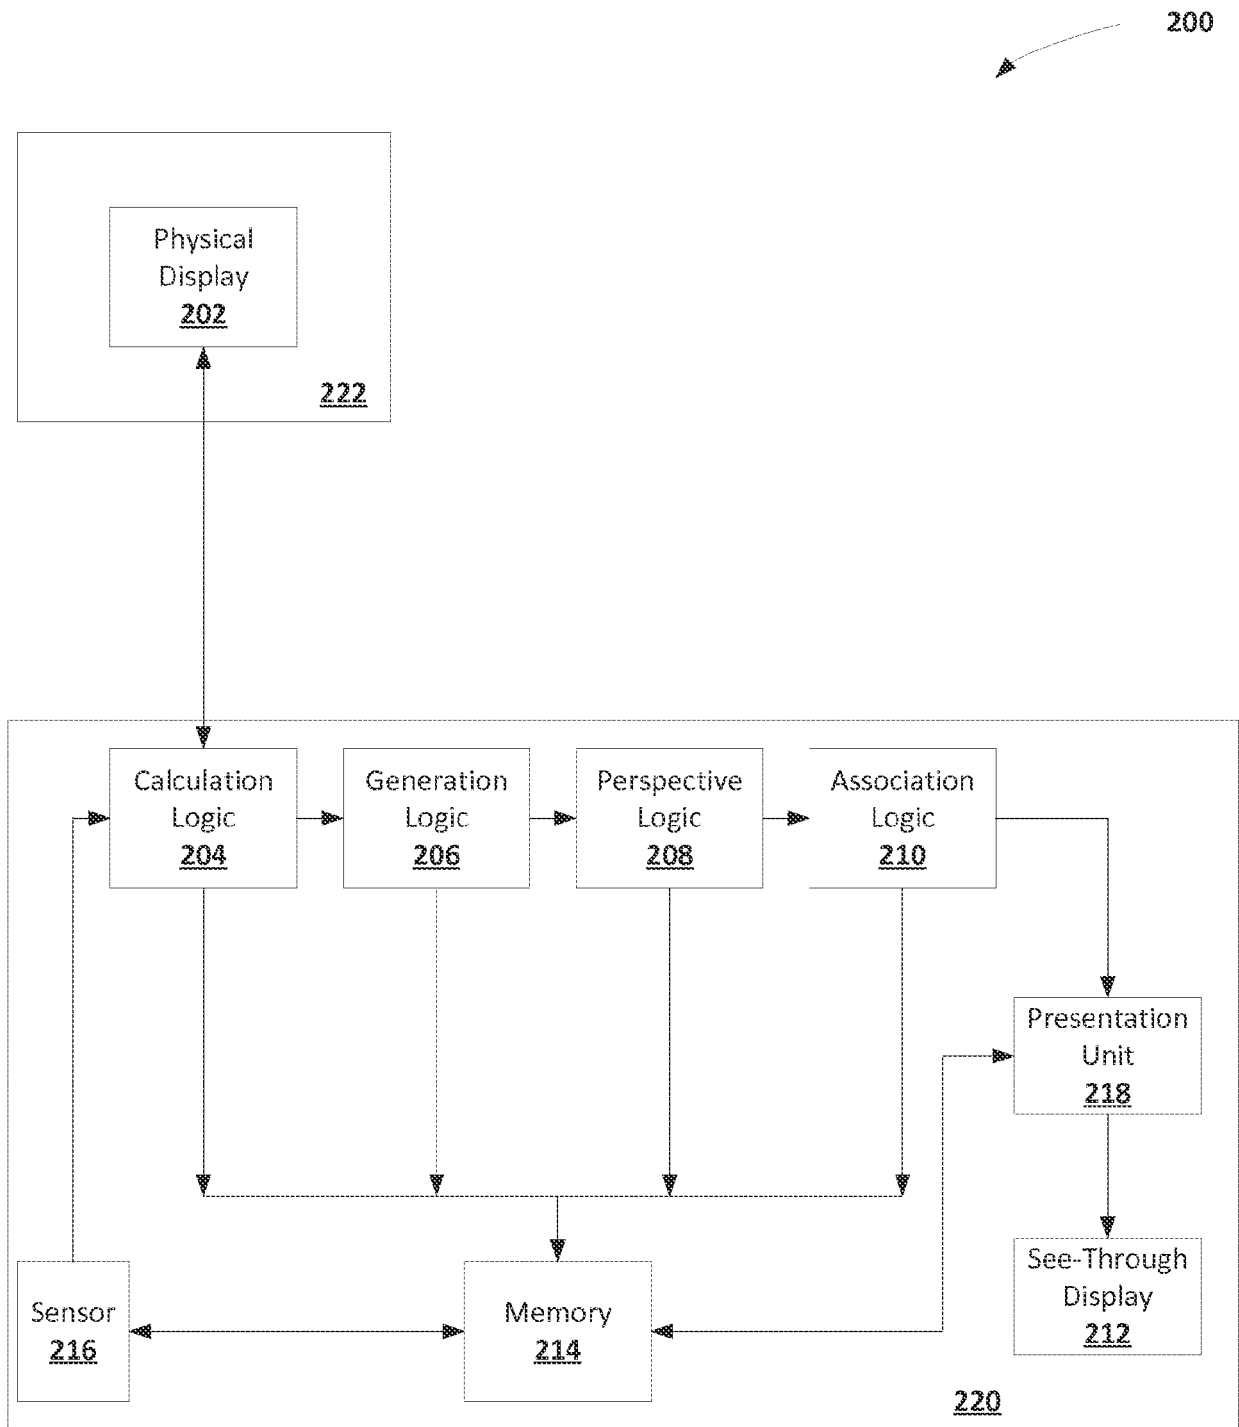 200
Physical
Display
202
222
Calculation
Logic
204
Generation
Logic
206
Perspective
Logic
208
Association
Logic
210
Presentation
Unit
218
See-Through
Display
212
Sensor
216
Memory
214
220